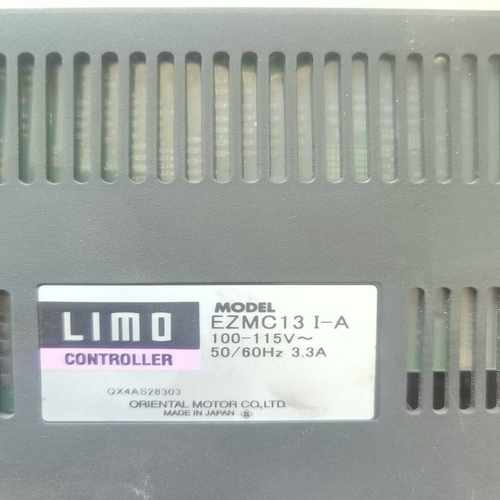 LIMO
CONTROLLER
MODEL
EZMC13 I-A
100-115V~
50/60Hz 3.3A
QX4AS28303
ORIENTAL MOTOR CO.,LTD.
MADE IN JAPAN